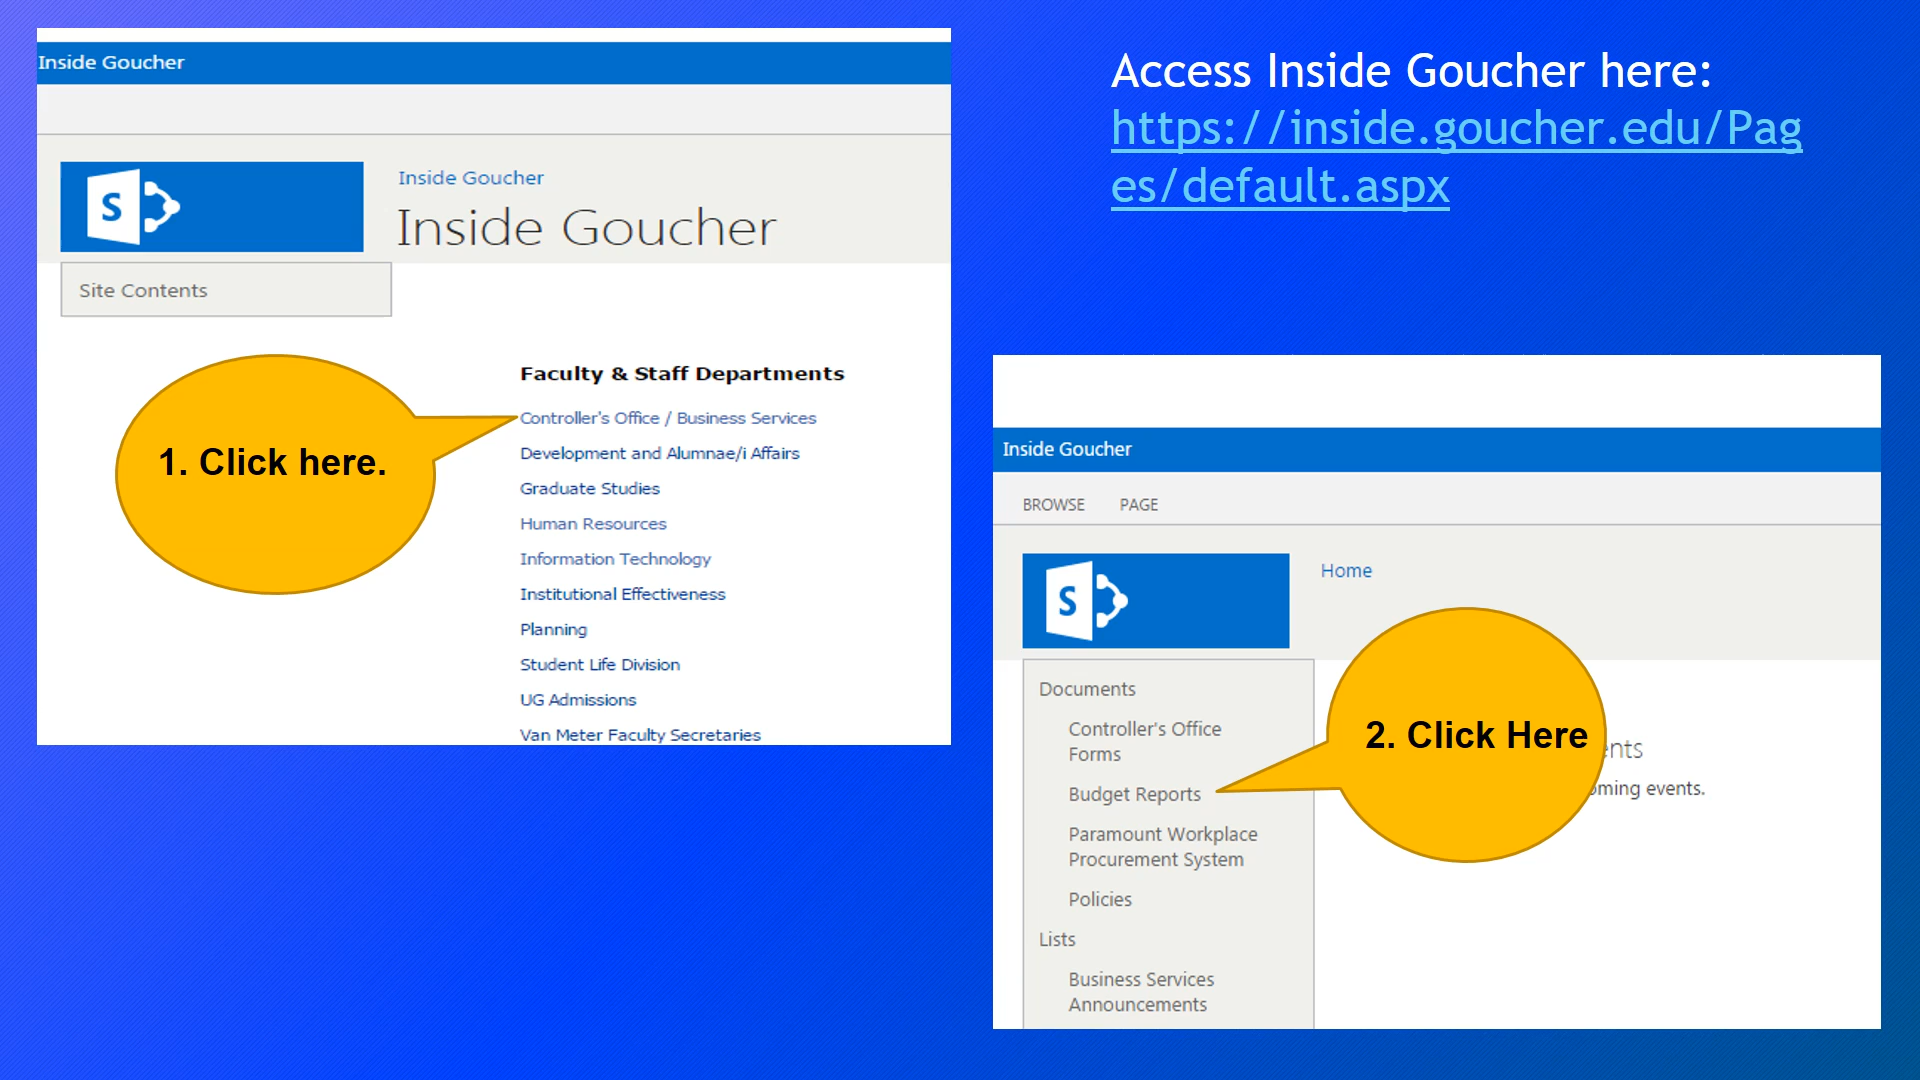 Inside Goucher
S
Inside Goucher
Inside Goucher
Site Contents
Faculty & Staff Departments
Controller's Office / Business Services
Development and Alumnae/i Affairs
Graduate Studies
Human Resources
Information Technology
Institutional Effectiveness
Planning
Student Life Division
UG Admissions
Van Meter Faculty Secretaries
1. Click here.
Access Inside Goucher here:
https://inside.goucher.edu/Pag
es/default.aspx
Inside Goucher
BROWSE PAGE
S
Home
Documents
Controller's Office
Forms
Budget Reports
Paramount Workplace
Procurement System
Policies
Lists
Business Services
Announcements
2. Click Here
events.